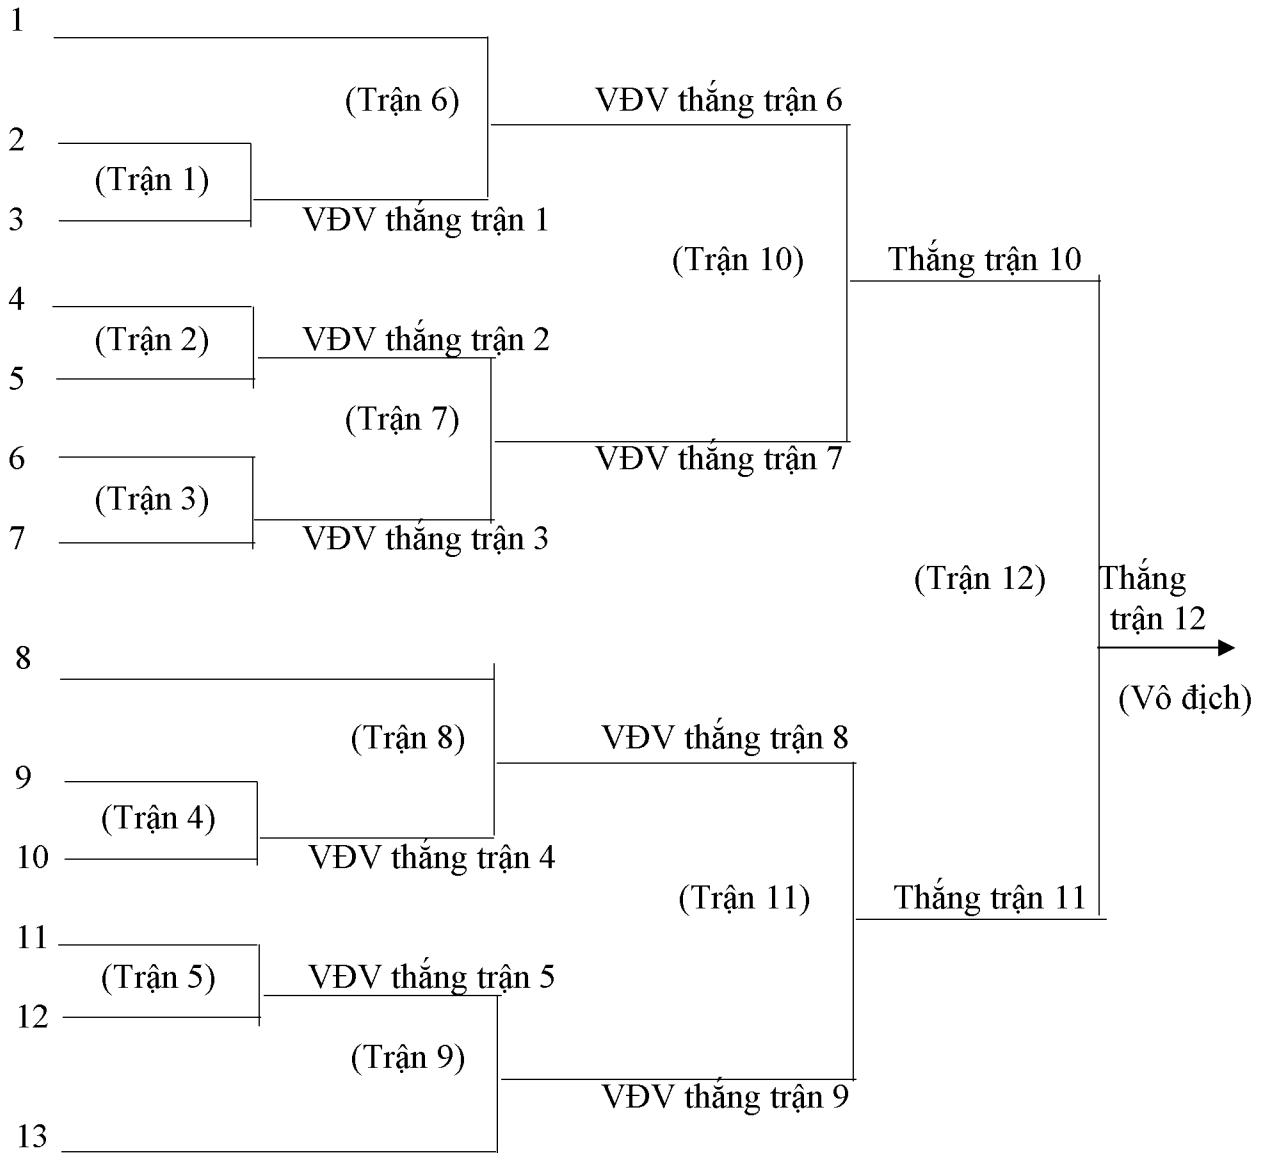 1
(Trận 6)
VĐV thắng trận 6
2
(Trận 1)
3
VĐV thắng trận 1
(Trận 10)
Thắng trận 10
4
(Trận 2)
VĐV thắng trận 2
5
(Trận 7)
6
VĐV thắng trận 7
(Trận 3)
7
VĐV thắng trận 3
(Trận 12)
Thắng
trận 12
8
(Vô địch)
(Trận 8)
VĐV thắng trận 8
9
(Trận 4)
10
VĐV thắng trận 4
(Trận 11)
Thắng trận 11
11
(Trận 5)
VĐV thắng trận 5
12
(Trận 9)
VĐV thắng trận 9
13